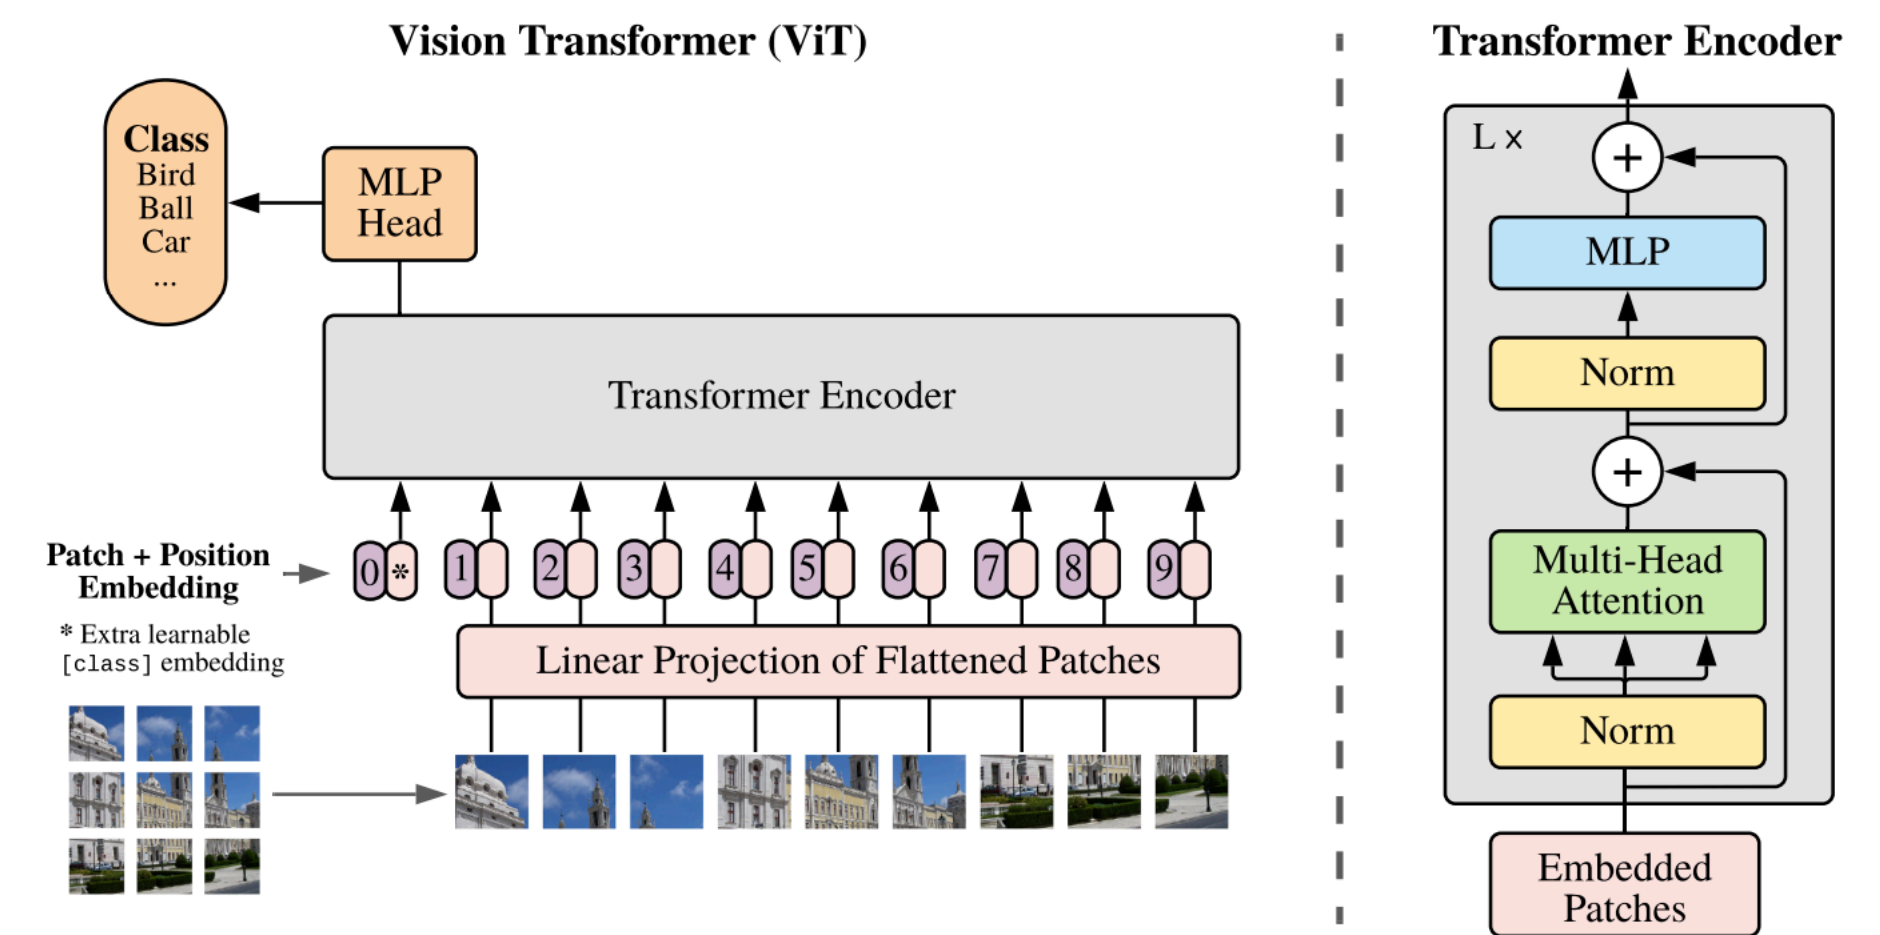 Vision Transformer (ViT)
Class
Bird
Ball
Car
...
MLP
Head
Transformer Encoder
Patch + Position
Embedding
0 * 1 2 3 4 5 6 7 8 9
* Extra learnable
[class] embedding
Linear Projection of Flattened Patches
Transformer Encoder
L x
+
MLP
Norm
+
Multi-Head
Attention
Norm
Embedded
Patches